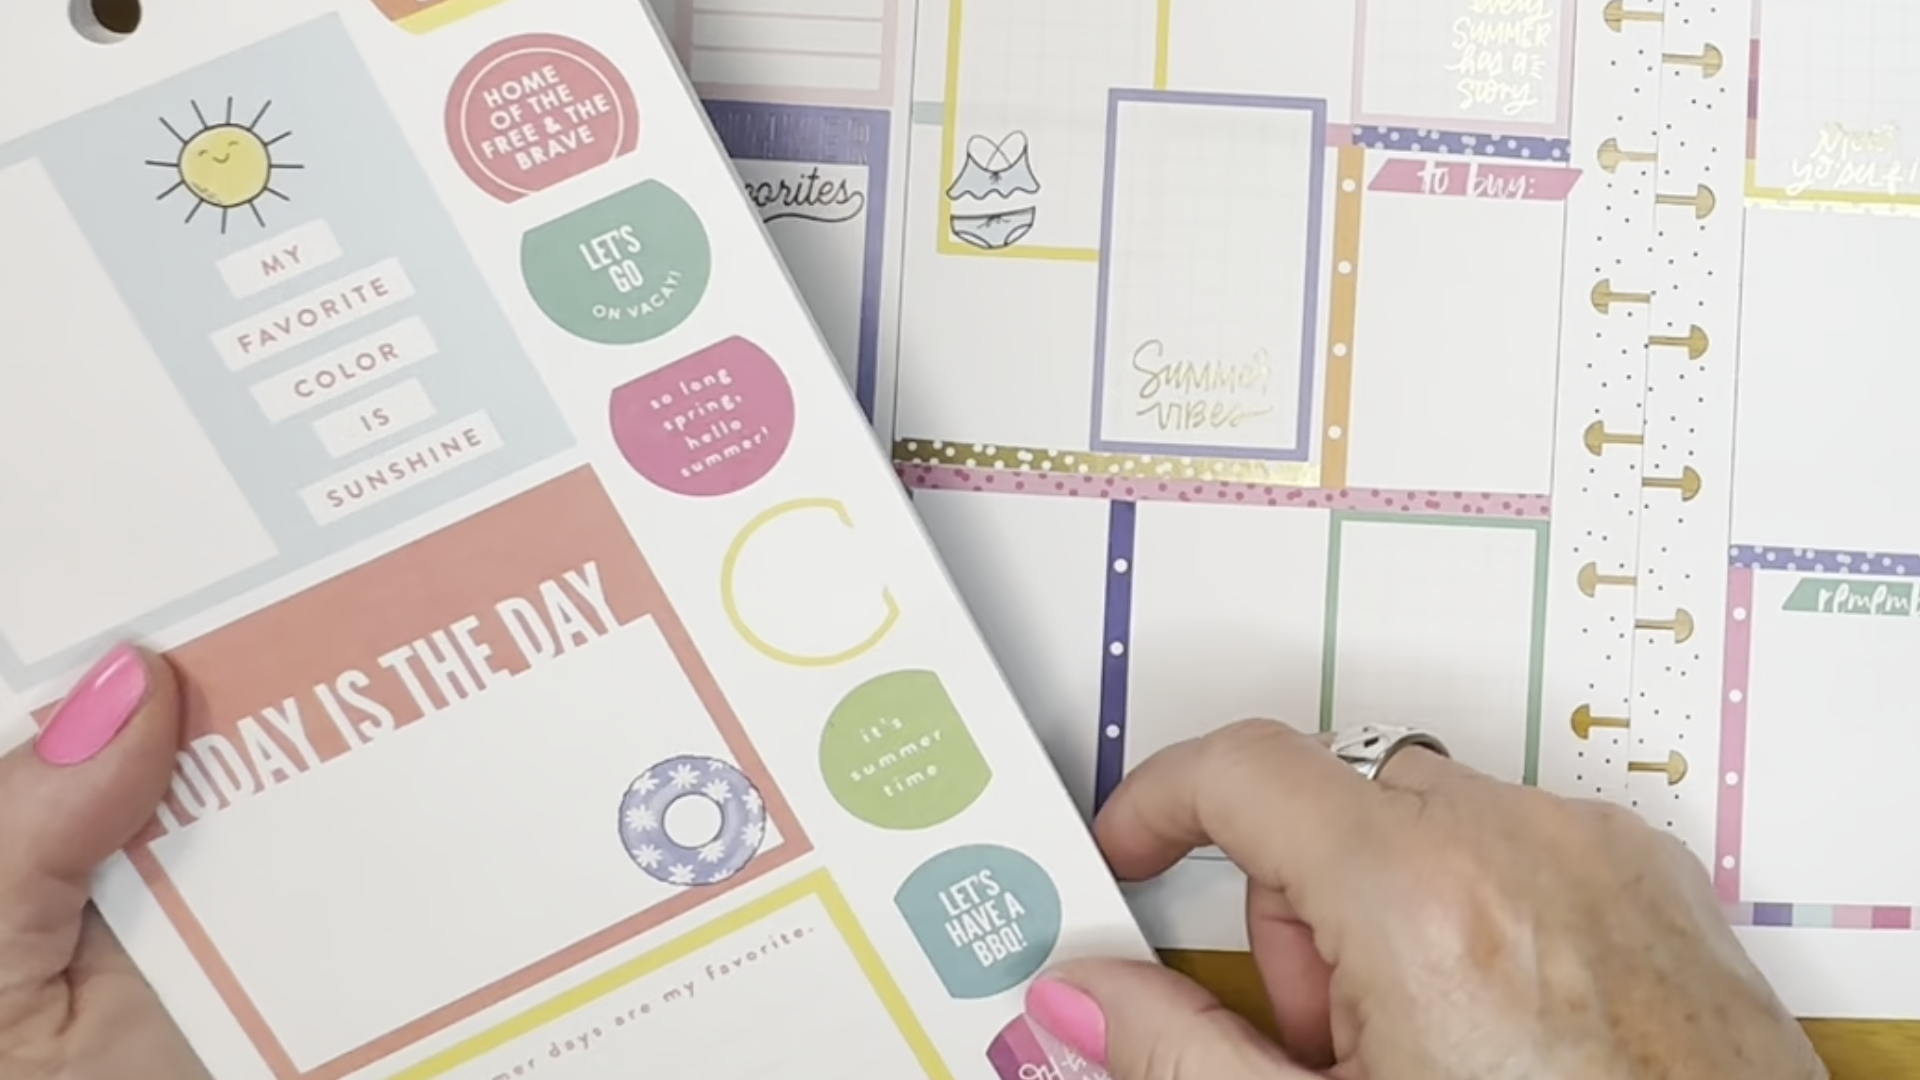 HOME
OF THE
FREE & THE
BRAVE
MY
FAVORITE
COLOR
IS
SUNSHINE
LET'S
GO
ON VACAY!
so long
spring,
hello
summer!
TODAY IS THE DAY
it's
summer
time
LET'S
HAVE A
BBQ!
days are my favorite.
every
SUMMER
has a
story
to buy:
Summer
VIBES